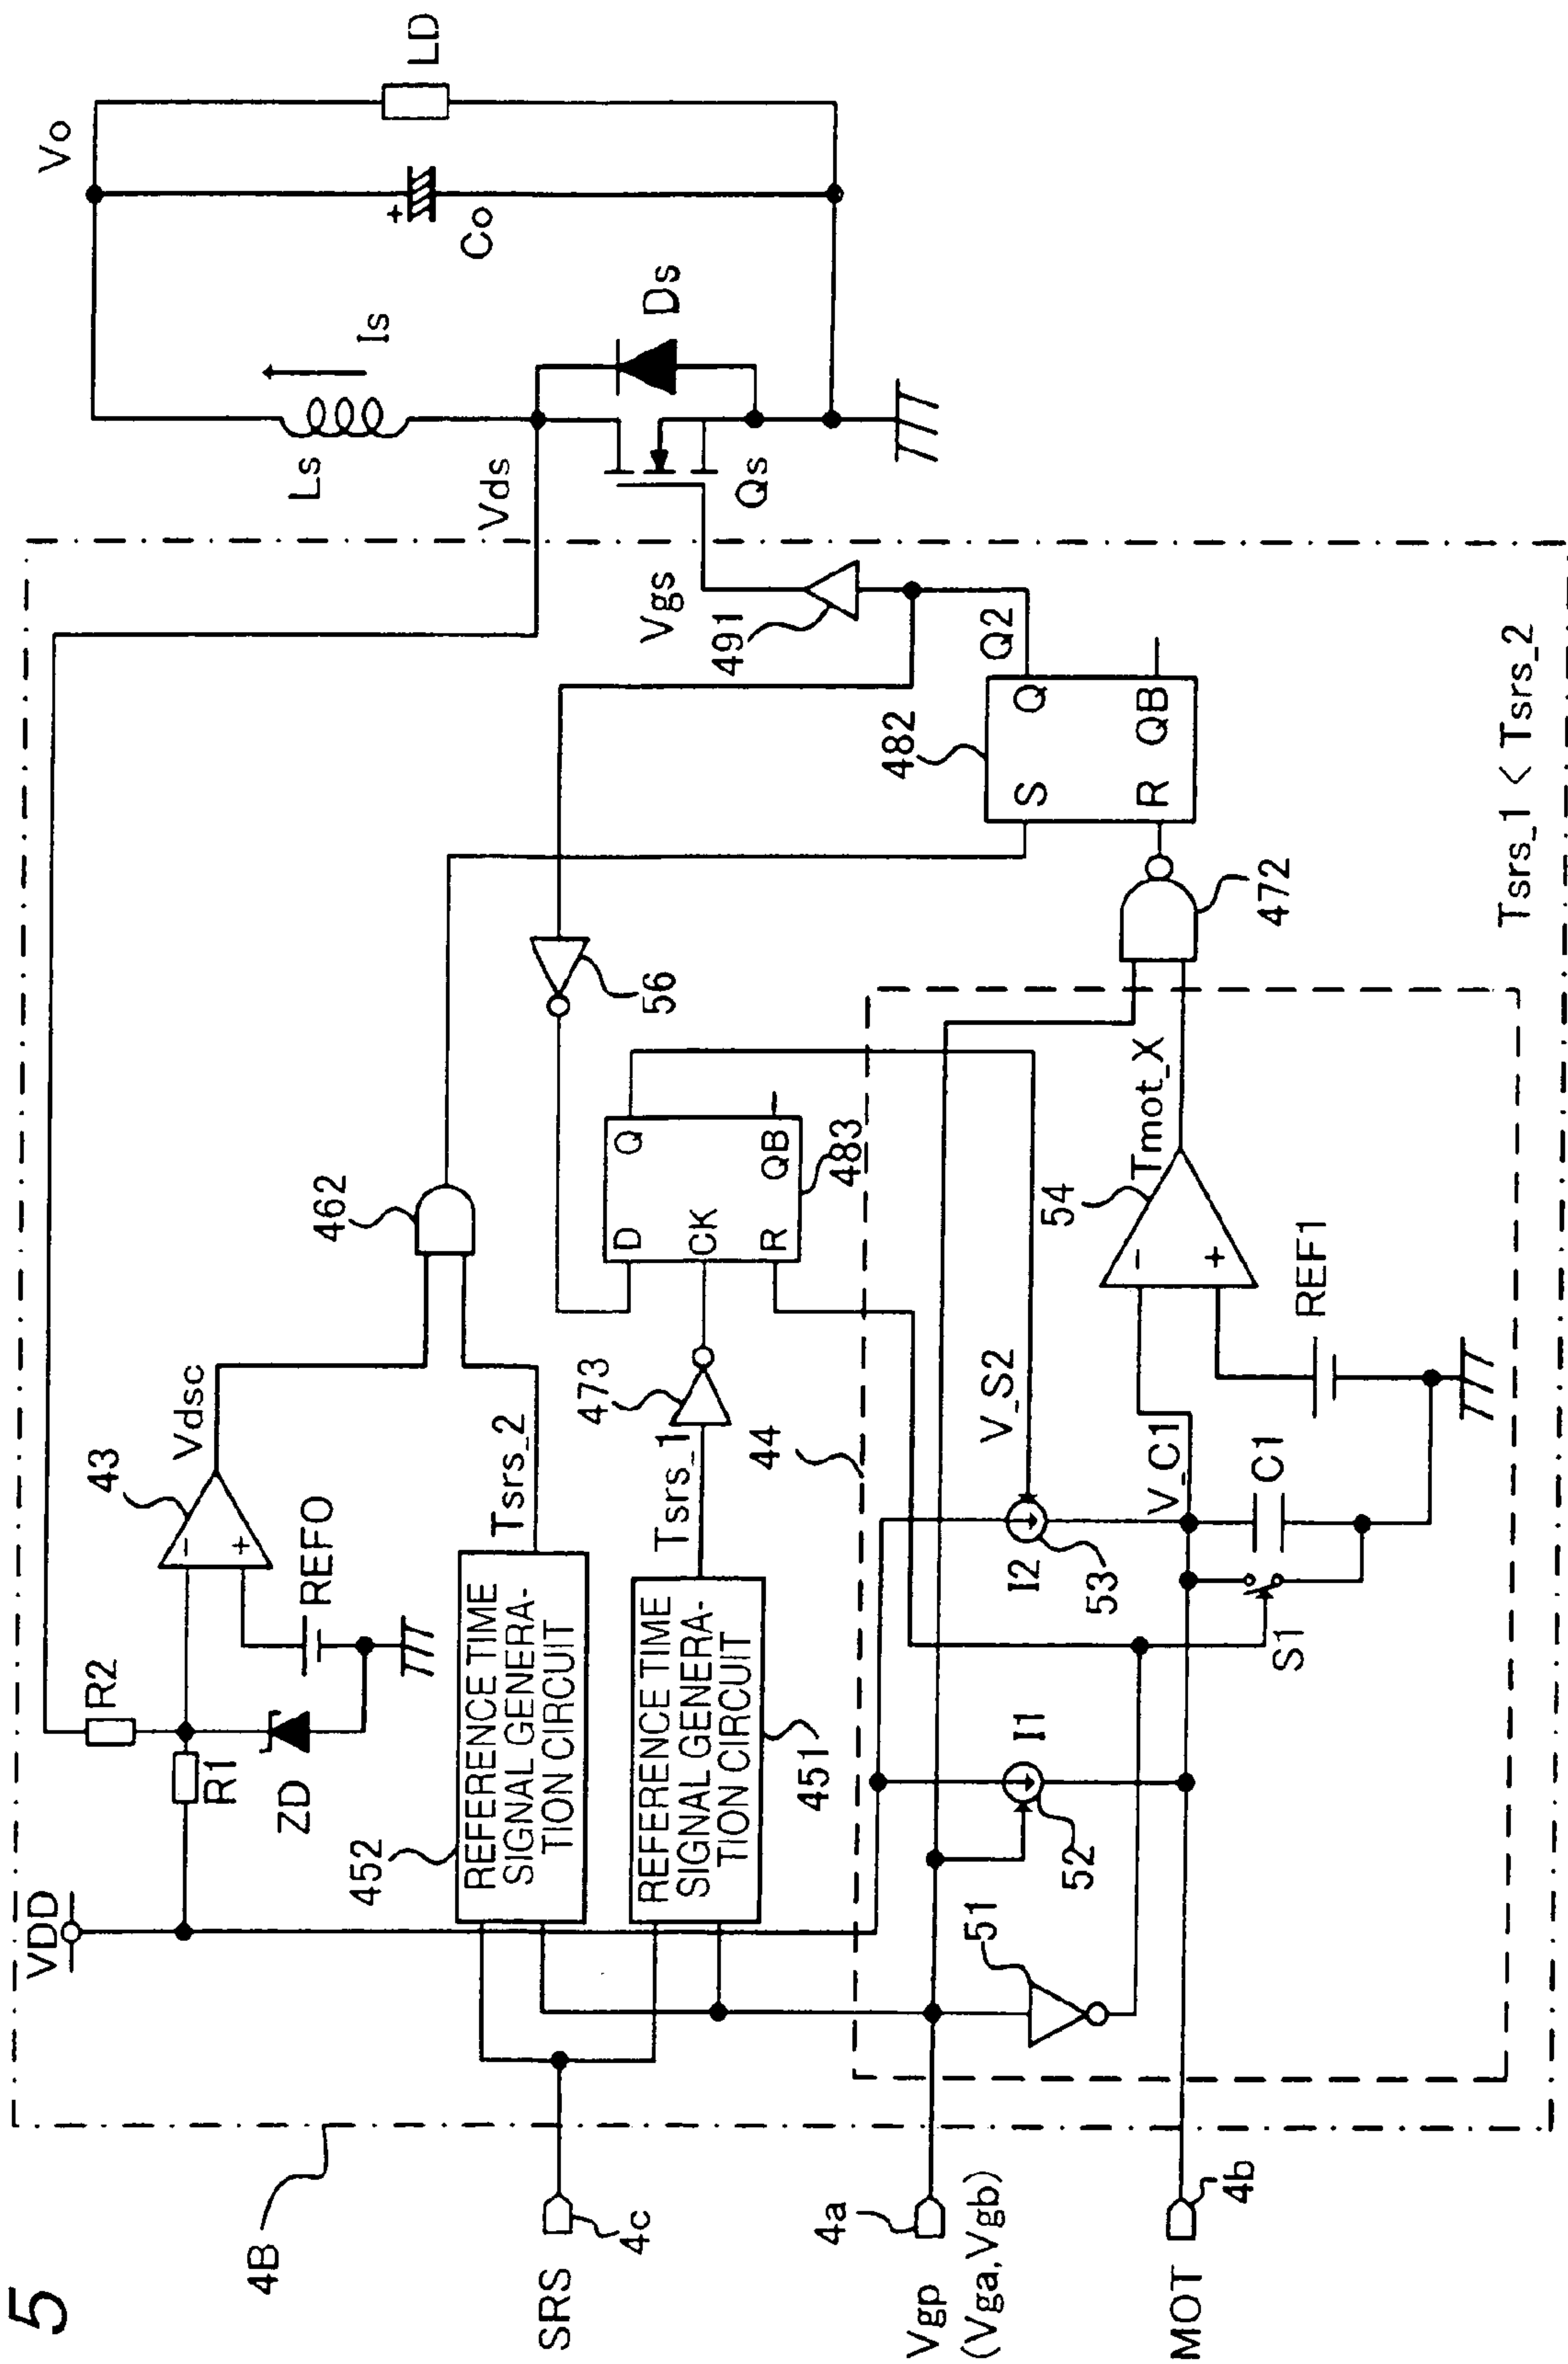 5
4B
VDD
R1
R2
ZD
REF0
43
Vdsc
462
452
REFERENCE TIME
SIGNAL GENERA-
TION CIRCUIT
Tsrs_2
REFERENCE TIME
SIGNAL GENERA-
TION CIRCUIT
451
Tsrs_1
473
D
CK
R
Q
QB
483
56
SRS
4c
Vgp
(Vga,Vgb)
4a
MOT
4b
44
51
52
I1
I2
53
V_S2
S1
V_C1
C1
REF1
54
Tmot_X
472
482
S
R
Q
QB
Q2
491
Vgs
Vds
Qs
Ds
Ls
Is
Vo
+
Co
LD
-
+
-
+
Tsrs_1 < Tsrs_2